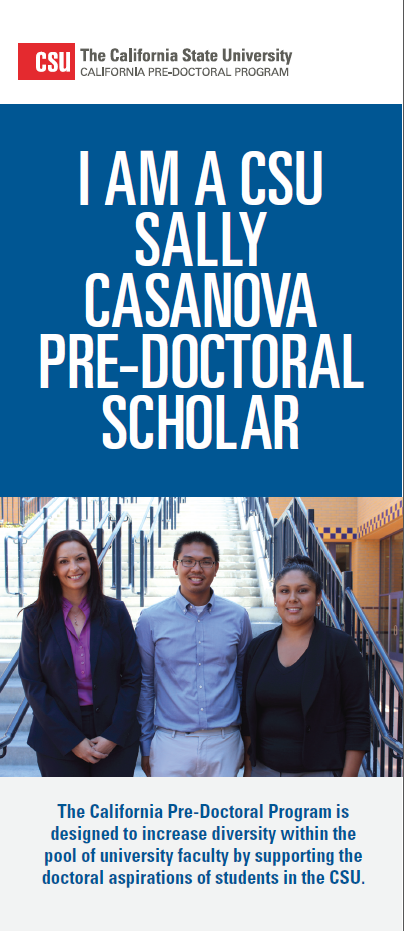 CSU The California State University
CALIFORNIA PRE-DOCTORAL PROGRAM
I AM A CSU
SALLY
CASANOVA
PRE-DOCTORAL
SCHOLAR
The California Pre-Doctoral Program is
designed to increase diversity within the
pool of university faculty by supporting the
doctoral aspirations of students in the CSU.